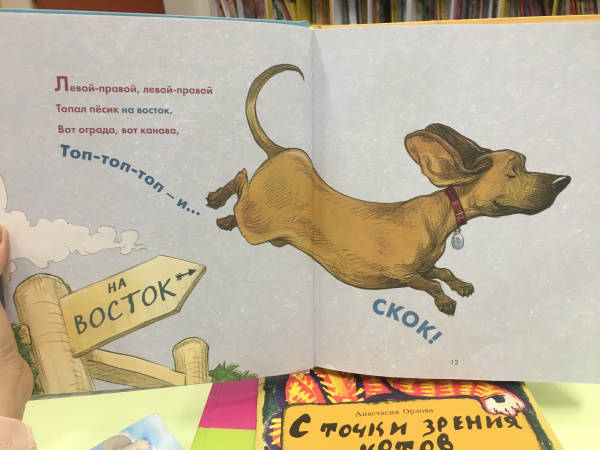 Левой-правой, левой-правой
Топал пёсик на восток.
Вот ограда, вот канава,
Топ-топ-топ – и...
НА
ВОСТОК
СКОК!
13
Анастасия Орлова
С ТОЧКИ ЗРЕНИЯ
КОТОВ